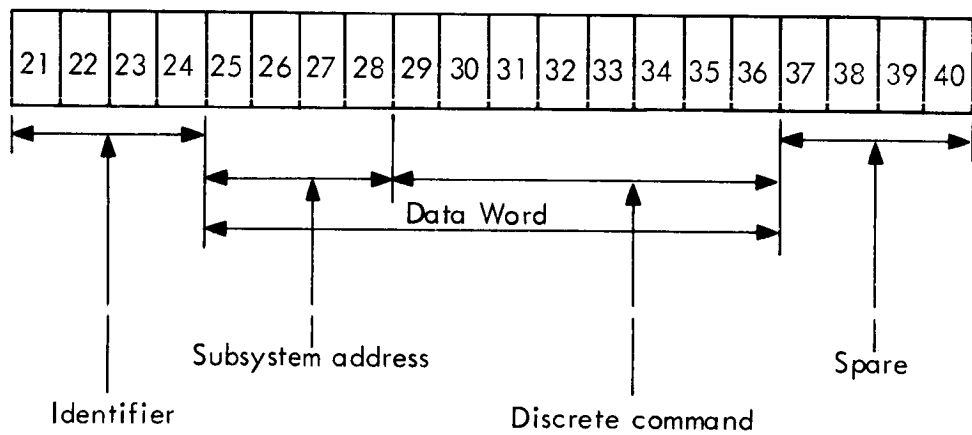 21 22 23 24 25 26 27 28 29 30 31 32 33 34 35 36 37 38 39 40
Data Word
Subsystem address
Spare
Identifier
Discrete command